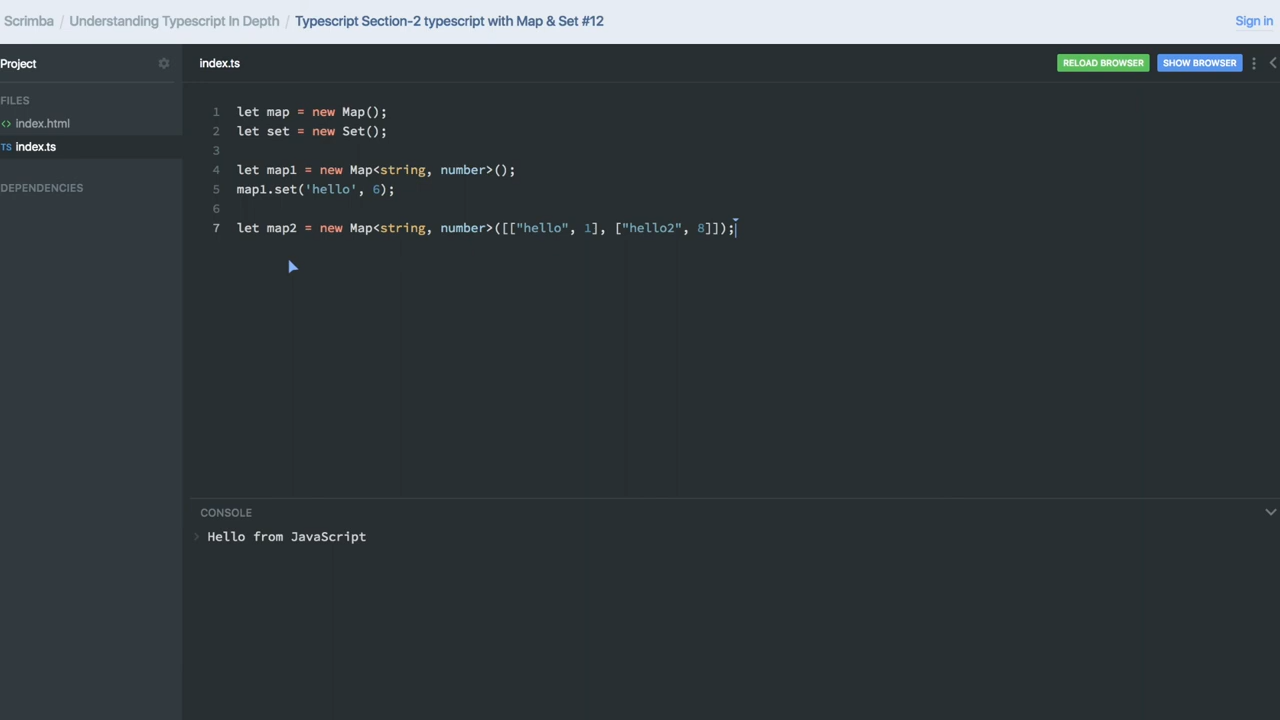 Scrimba / Understanding Typescript In Depth / Typescript Section-2 typescript with Map & Set #12
Sign in
Project
index.ts
RELOAD BROWSER
SHOW BROWSER
FILES
<> index.html
TS index.ts
DEPENDENCIES
1 let map = new Map();
2 let set = new Set();
3
4 let map1 = new Map<string, number>();
5 map1.set('hello', 6);
6
7 let map2 = new Map<string, number>([["hello", 1], ["hello2", 8]]);
CONSOLE
> Hello from JavaScript